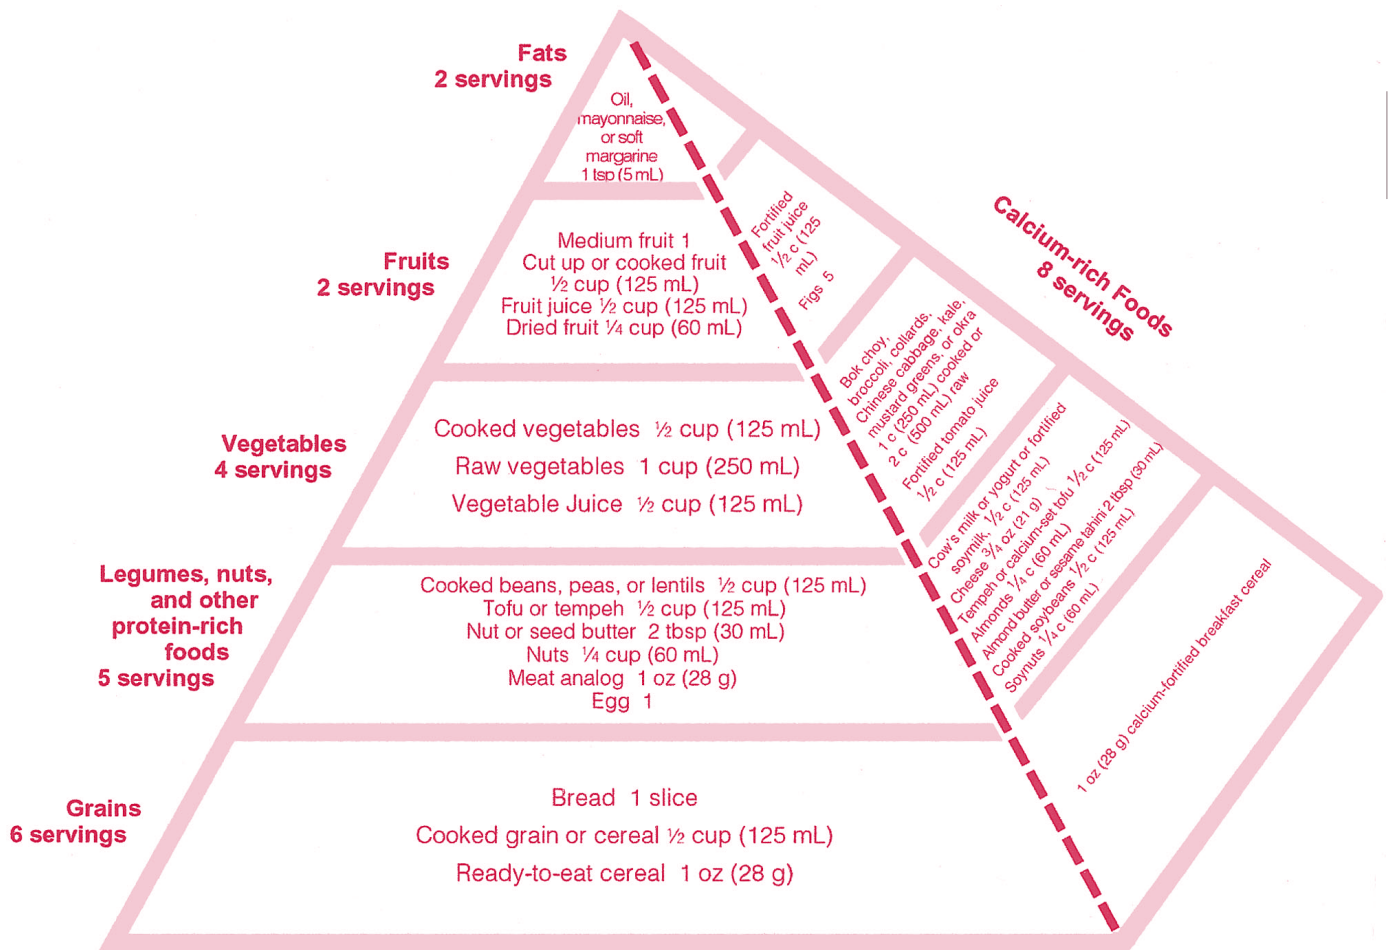 Fats
2 servings
Oil,
mayonnaise,
or soft
margarine
1 tsp (5 mL)
Fruits
2 servings
Medium fruit 1
Cut up or cooked fruit
½ cup (125 mL)
Fruit juice ½ cup (125 mL)
Dried fruit ¼ cup (60 mL)
Vegetables
4 servings
Cooked vegetables ½ cup (125 mL)
Raw vegetables 1 cup (250 mL)
Vegetable Juice ½ cup (125 mL)
Legumes, nuts,
and other
protein-rich
foods
5 servings
Cooked beans, peas, or lentils ½ cup (125 mL)
Tofu or tempeh ½ cup (125 mL)
Nut or seed butter 2 tbsp (30 mL)
Nuts ¼ cup (60 mL)
Meat analog 1 oz (28 g)
Egg 1
Grains
6 servings
Bread 1 slice
Cooked grain or cereal ½ cup (125 mL)
Ready-to-eat cereal 1 oz (28 g)
Calcium-rich Foods
8 servings
Fortified
fruit juice
½ c (125
mL)
Figs 5
Bok choy,
broccoli, collards,
Chinese cabbage, kale,
mustard greens, or okra
1 c (250 mL) cooked or
2 c (500 mL) raw
Fortified tomato juice
½ c (125 mL)
Cow's milk or yogurt or fortified
soymilk, ½ c (125 mL)
Cheese ¾ oz (21 g)
Tempeh or calcium-set tofu ½ c (125 mL)
Almonds ¼ c (60 mL)
Almond butter or sesame tahini 2 tbsp (30 mL)
Cooked soybeans ½ c (125 mL)
Soynuts ¼ c (60 mL)
1 oz (28 g) calcium-fortified breakfast cereal